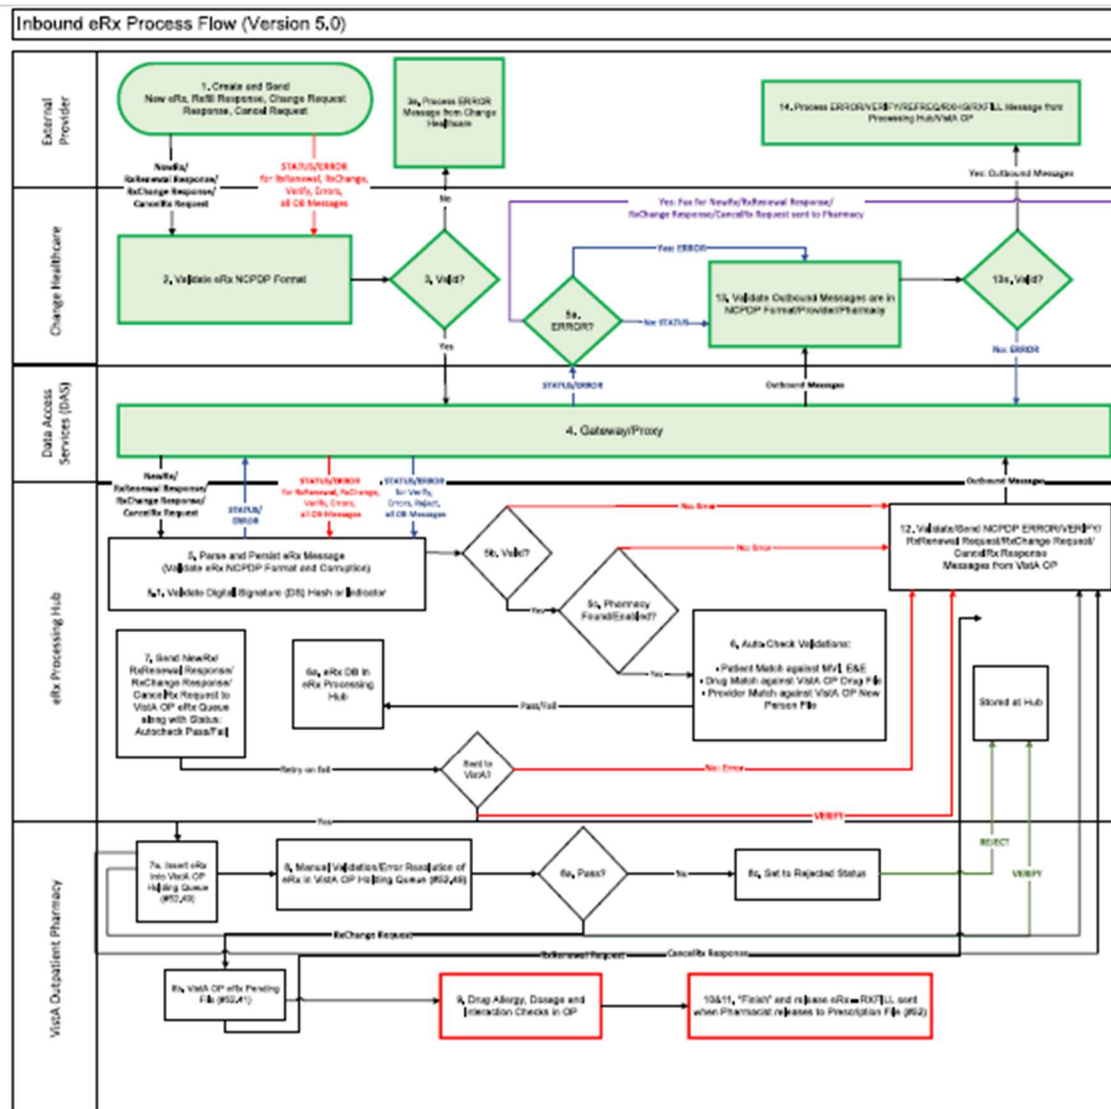 Inbound eRx Process Flow (Version 5.0)
External
Provider
1. Create and Send
New eRx, Refill Response, Change Request
Response, Cancel Request
3a. Process ERROR
Message from Change
Healthcare
14. Process ERROR/VERIFY/REFREQ/RXHIS/RXFILL Message from
Processing Hub/VistA OP
NewRx/
RxRenewal Response/
RxChange Response/
CancelRx Request
STATUS/ERROR
for RxRenewal, RxChange,
Verify, Errors,
all OB Messages
No
Yes: Outbound Messages
Change Healthcare
Yes: Fax for NewRx/RxRenewal Response/
RxChange Response/CancelRx Request sent to Pharmacy
2. Validate eRx NCPDP Format
3. Valid?
Yes: ERROR
5a.
ERROR?
No: STATUS
13. Validate Outbound Messages are in
NCPDP Format/Provider/Pharmacy
13a. Valid?
Yes
No: ERROR
STATUS/ERROR
Outbound Messages
Data Access
Services (DAS)
4. Gateway/Proxy
NewRx/
RxRenewal Response/
RxChange Response/
CancelRx Request
STATUS/
ERROR
STATUS/ERROR
for RxRenewal, RxChange,
Verify, Errors,
all OB Messages
STATUS/ERROR
for Verify,
Errors, Reject,
all OB Messages
Outbound Messages
eRx Processing Hub
5. Parse and Persist eRx Message
(Validate eRx NCPDP Format and Corruption)
5.1. Validate Digital Signature (DS) Hash or Indicator
5b. Valid?
No: Error
Yes
5c. Pharmacy
Found/Enabled?
No: Error
Yes
12. Validate/Send NCPDP ERROR/VERIFY/
RxRenewal Request/RxChange Request/
CancelRx Response
Messages from VistA OP
6. Auto-Check Validations:
• Patient Match against MVI, E&E
• Drug Match against VistA OP Drug File
• Provider Match against VistA OP New
Person File
7. Send NewRx/
RxRenewal Response/
RxChange Response/
CancelRx Request to
VistA OP eRx Queue
along with Status:
Autocheck Pass/Fail
6a. eRx DB in
eRx Processing
Hub
Pass/Fail
Stored at Hub
Retry on fail
Sent to
VistA?
No: Error
VERIFY
Yes
VistA Outpatient Pharmacy
7a. Insert eRx
into VistA OP
Holding Queue
(#52.49)
8. Manual Validation/Error Resolution of
eRx in VistA OP Holding Queue (#52.49)
8a. Pass?
No
8c. Set to Rejected Status
REJECT
VERIFY
RxChange Request
RxRenewal Request
CancelRx Response
8b. VistA OP eRx Pending
File (#52.41)
9. Drug Allergy, Dosage and
Interaction Checks in OP
10&11. "Finish" and release eRx—RXFILL sent
when Pharmacist releases to Prescription File (#52)